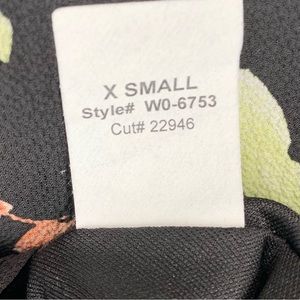 X SMALL
Style# W0-6753
Cut# 22946